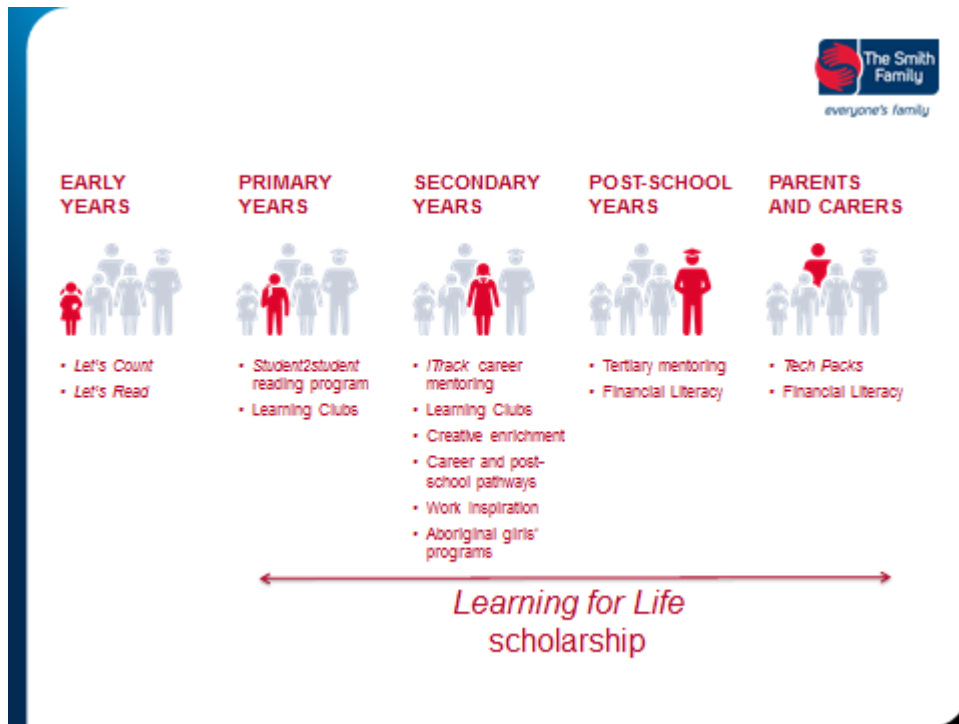 The Smith
Family
everyone's family
EARLY
YEARS
• Let's Count
• Let's Read
PRIMARY
YEARS
• Student2student
reading program
• Learning Clubs
SECONDARY
YEARS
• iTrack career
mentoring
• Learning Clubs
• Creative enrichment
• Career and post-
school pathways
• Work inspiration
• Aboriginal girls'
programs
POST-SCHOOL
YEARS
• Tertiary mentoring
• Financial Literacy
PARENTS
AND CARERS
• Tech Packs
• Financial Literacy
Learning for Life
scholarship